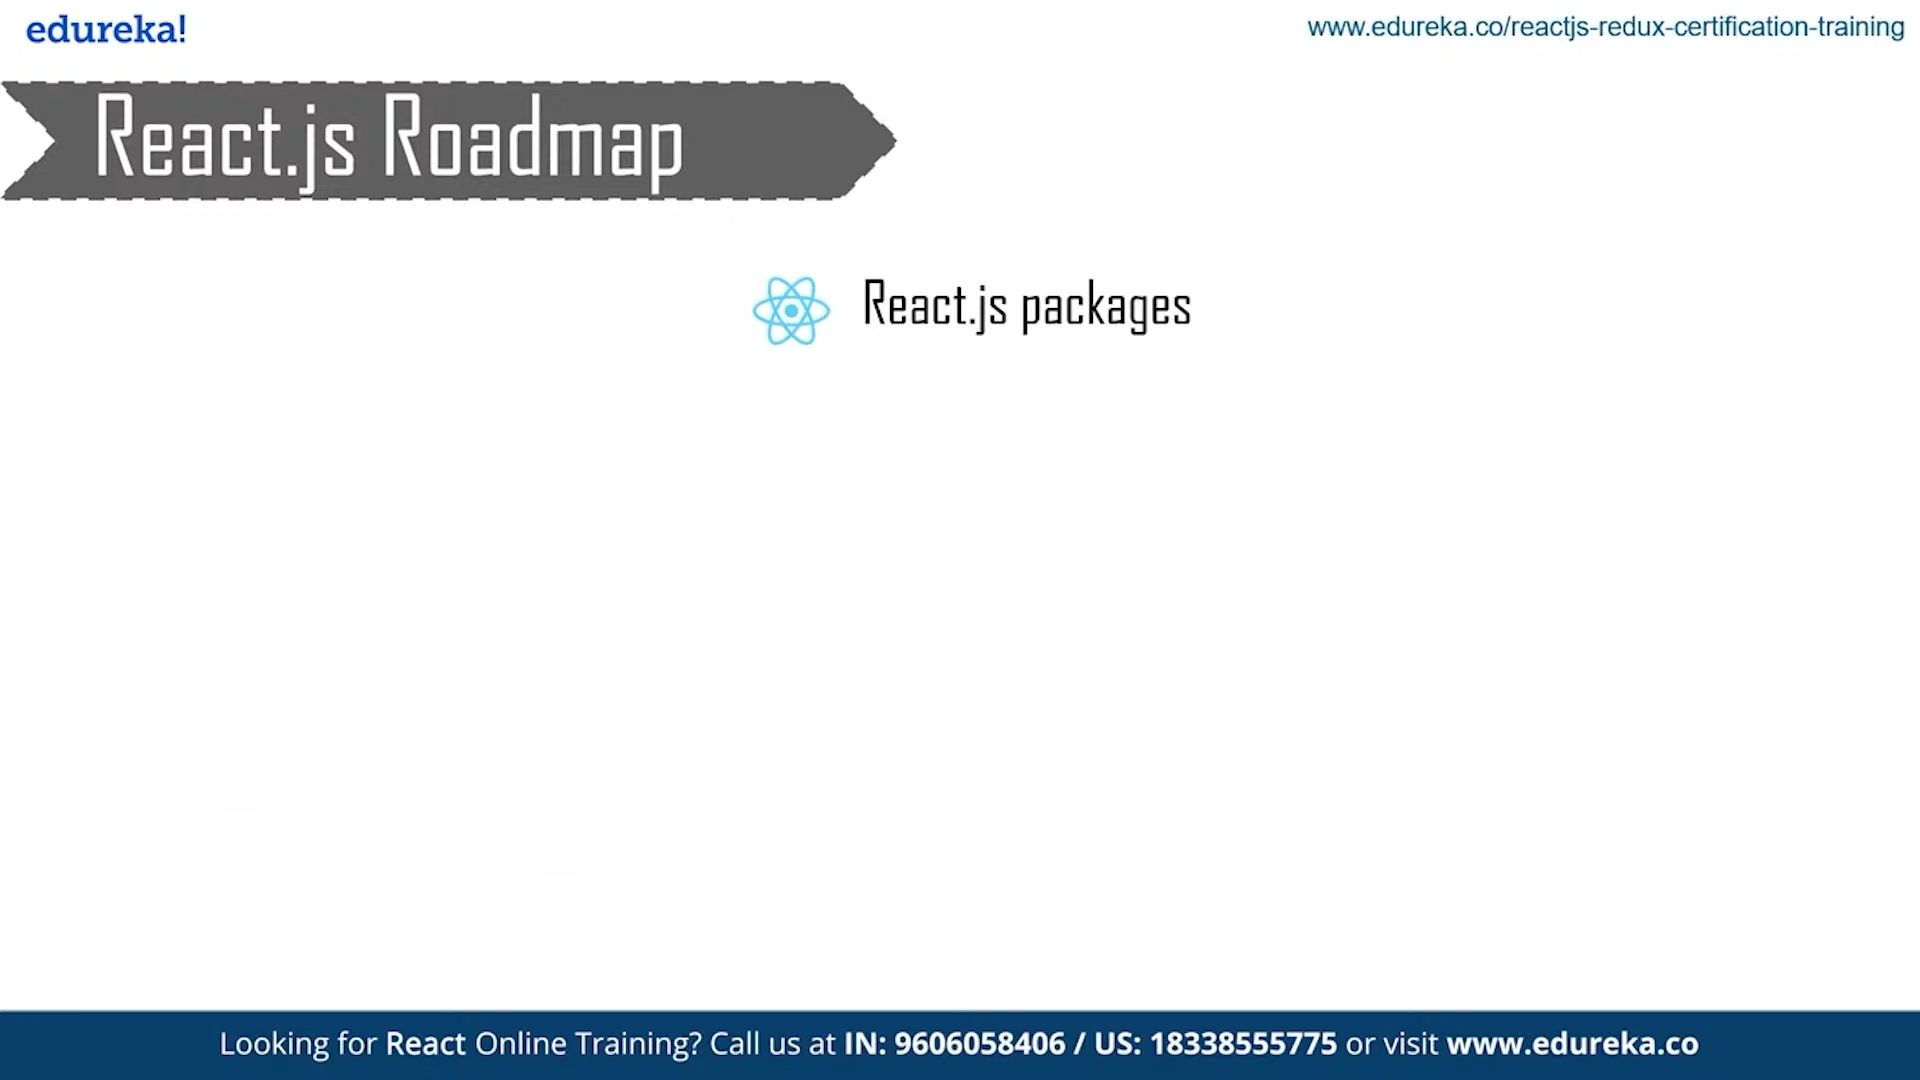 edureka!
www.edureka.co/reactjs-redux-certification-training
React.js Roadmap
React.js packages
Looking for React Online Training? Call us at IN: 9606058406 / US: 18338555775 or visit www.edureka.co